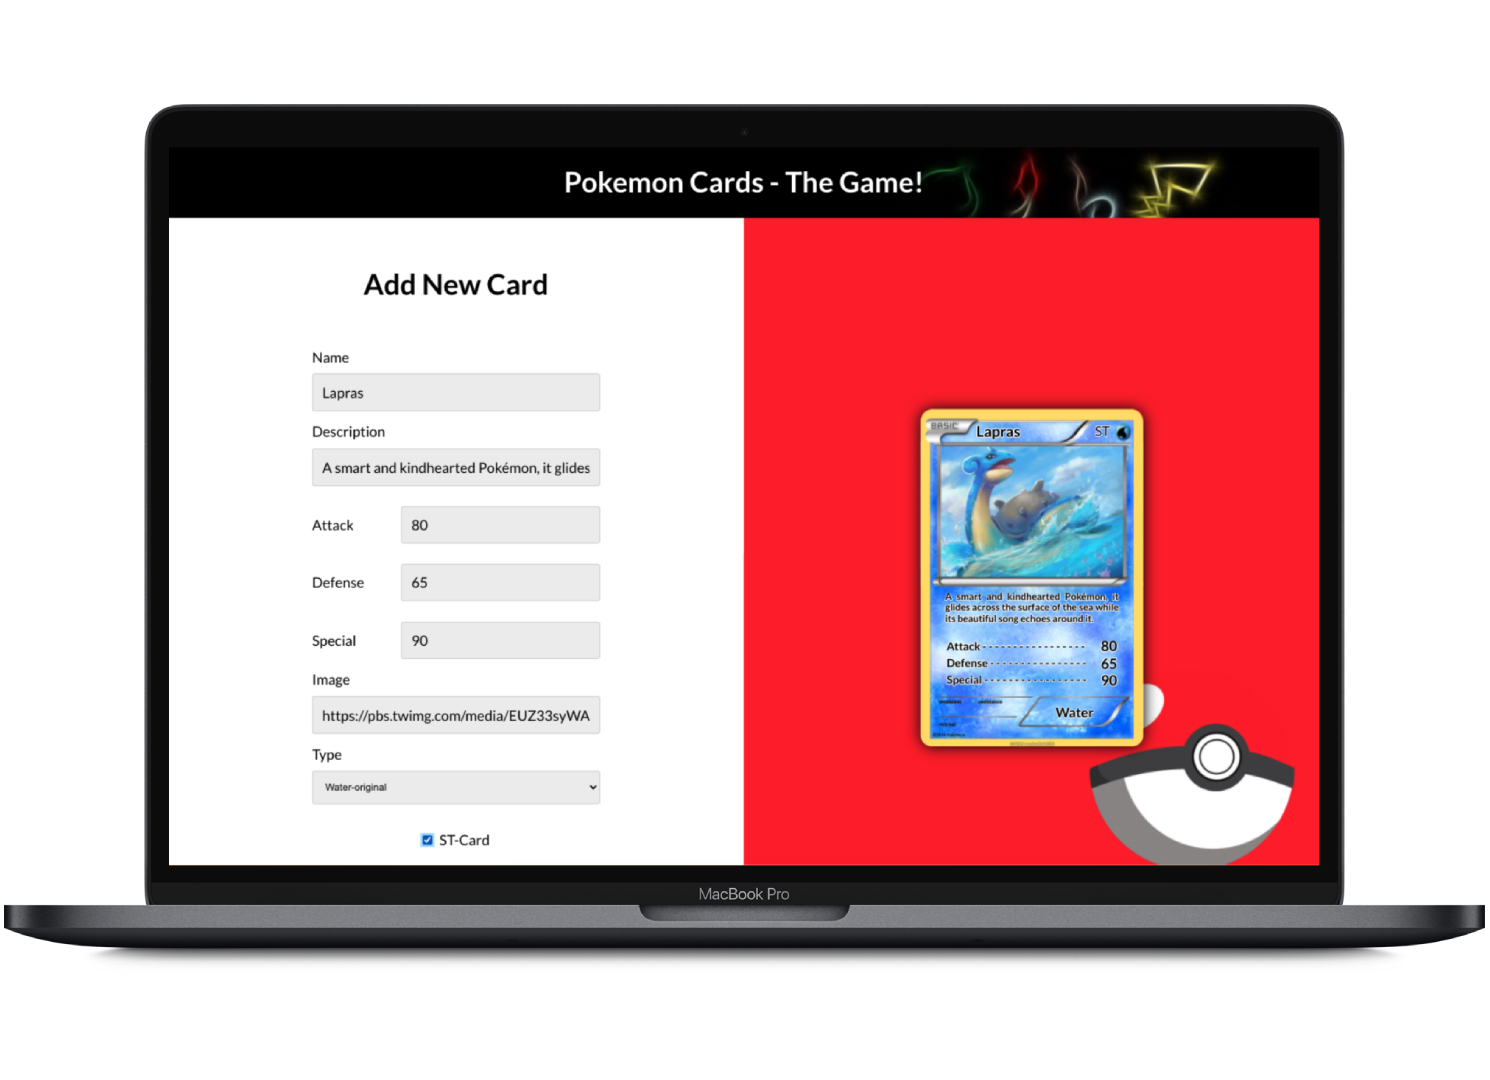 Pokemon Cards - The Game!
Add New Card
Name
Lapras
Description
A smart and kindhearted Pokémon, it glides
Attack
80
Defense
65
Special
90
Image
https://pbs.twimg.com/media/EUZ33syWA
Type
Water-original
ST-Card
BASIC
Lapras
ST
A smart and kindhearted Pokémon, it
glides across the surface of the sea while
its beautiful song echoes around it.
Attack 80
Defense 65
Special 90
Water
MacBook Pro